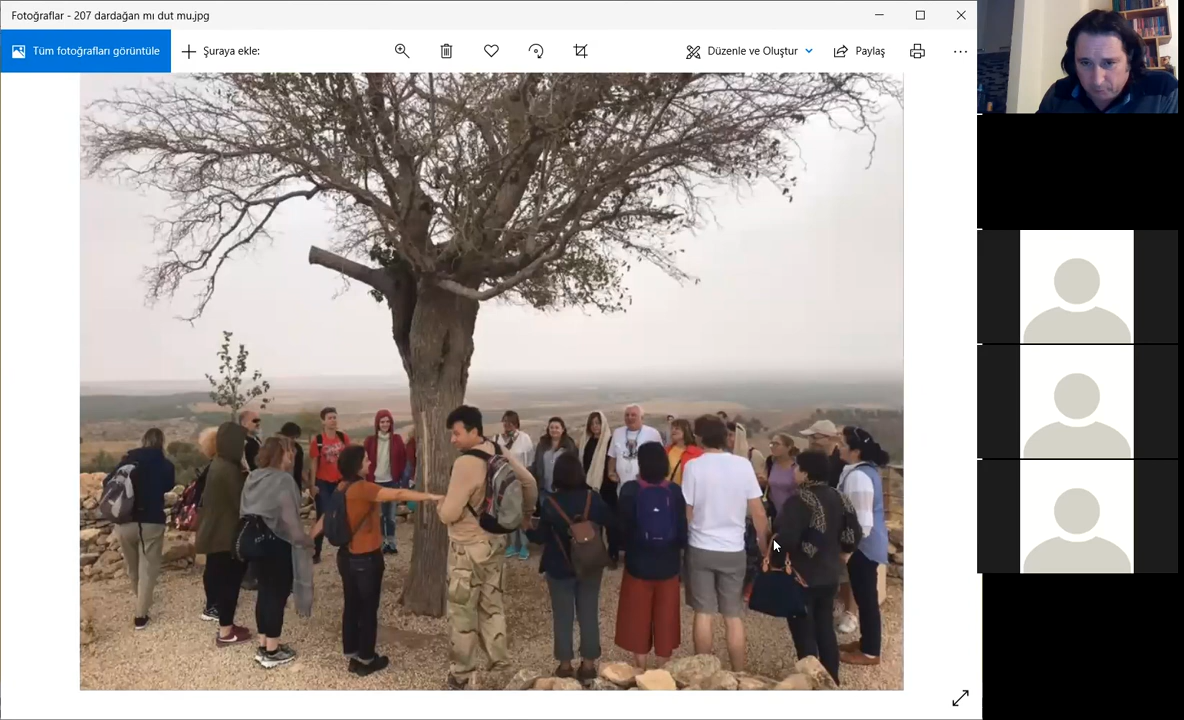 Fotoğraflar - 207 dardağan mı dut mu.jpg
Tüm fotoğrafları görüntüle
Şuraya ekle:
Düzenle ve Oluştur
Paylaş